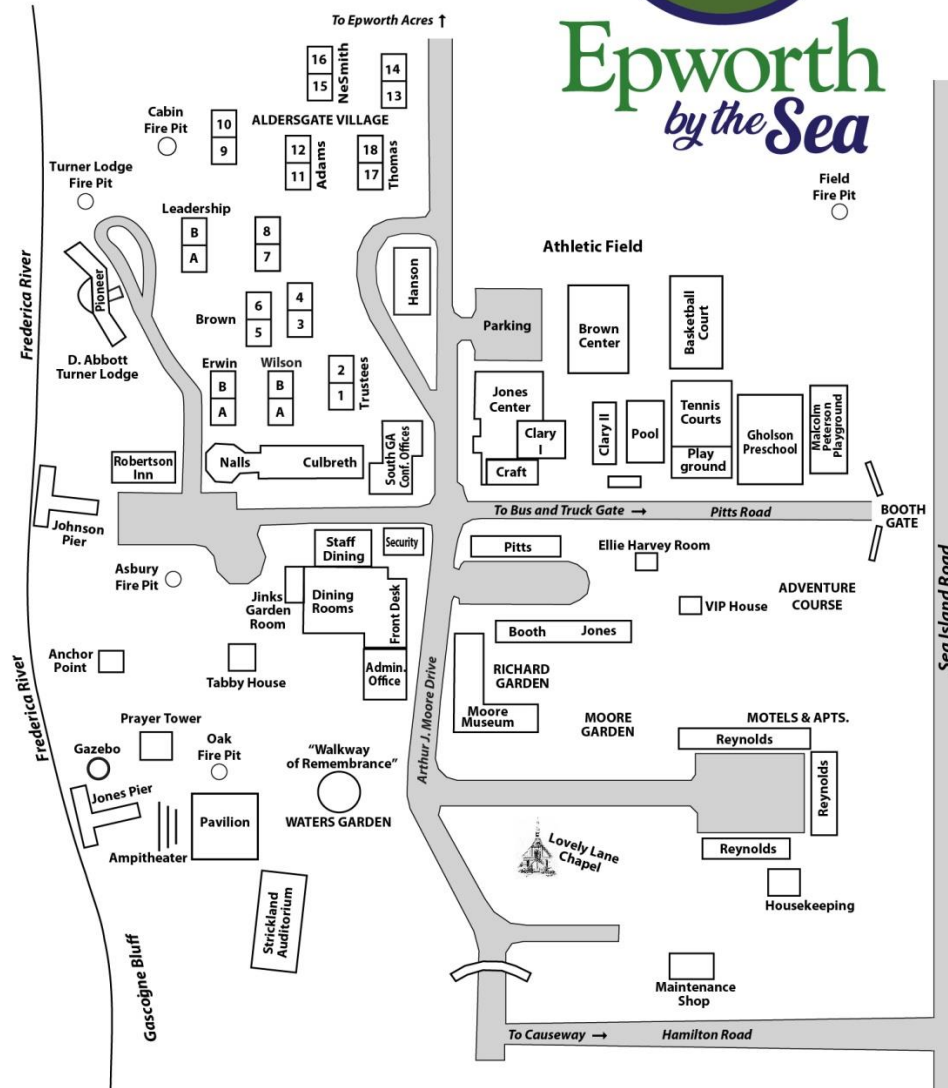 To Epworth Acres ↑
Epworth
by the Sea
16
15
NeSmith
14
13
Cabin
Fire Pit
10
9
ALDERSGATE VILLAGE
12
11
Adams
18
17
Thomas
Turner Lodge
Fire Pit
Field
Fire Pit
Leadership
B
A
8
7
Hanson
Athletic Field
Frederica River
Pioneer
D. Abbott
Turner Lodge
Brown
6
5
4
3
Parking
Brown
Center
Basketball
Court
Erwin
B
A
Wilson
B
A
2
1
Trustees
Jones
Center
Clary
I
Craft
Clary II
Pool
Tennis
Courts
Play
ground
Gholson
Preschool
Malcolm
Peterson
Playground
Robertson
Inn
Nalls
Culbreth
South GA
Conf. Offices
Johnson
Pier
To Bus and Truck Gate →
Pitts Road
BOOTH
GATE
Staff
Dining
Security
Pitts
Ellie Harvey Room
Asbury
Fire Pit
Jinks
Garden
Room
Dining
Rooms
Front Desk
VIP House
ADVENTURE
COURSE
Sea Island Road
Anchor
Point
Tabby House
Admin.
Office
Arthur J. Moore Drive
Booth
Jones
RICHARD
GARDEN
Moore
Museum
MOORE
GARDEN
MOTELS & APTS.
Reynolds
Reynolds
Reynolds
Frederica River
Prayer Tower
Gazebo
Oak
Fire Pit
"Walkway
of Remembrance"
WATERS GARDEN
Jones Pier
Ampitheater
Pavilion
Lovely Lane
Chapel
Housekeeping
Strickland
Auditorium
Gascoigne Bluff
Maintenance
Shop
To Causeway →
Hamilton Road